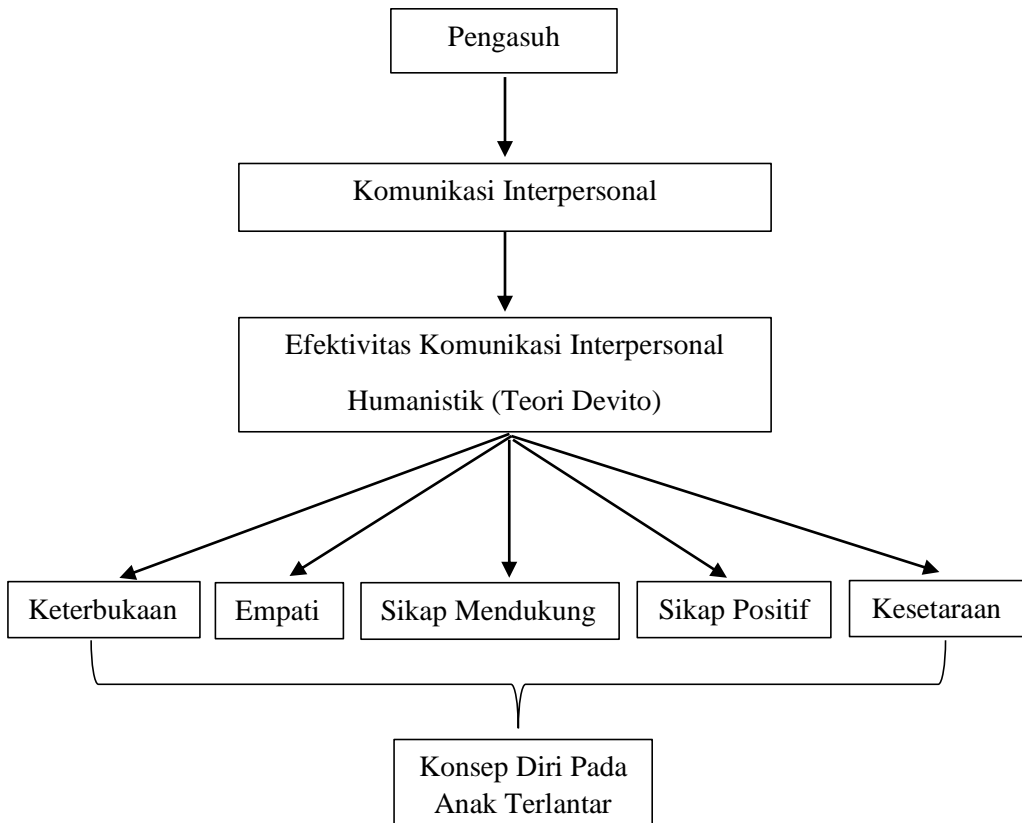 Pengasuh
Komunikasi Interpersonal
Efektivitas Komunikasi Interpersonal
Humanistik (Teori Devito)
Keterbukaan
Empati
Sikap Mendukung
Sikap Positif
Kesetaraan
Konsep Diri Pada
Anak Terlantar